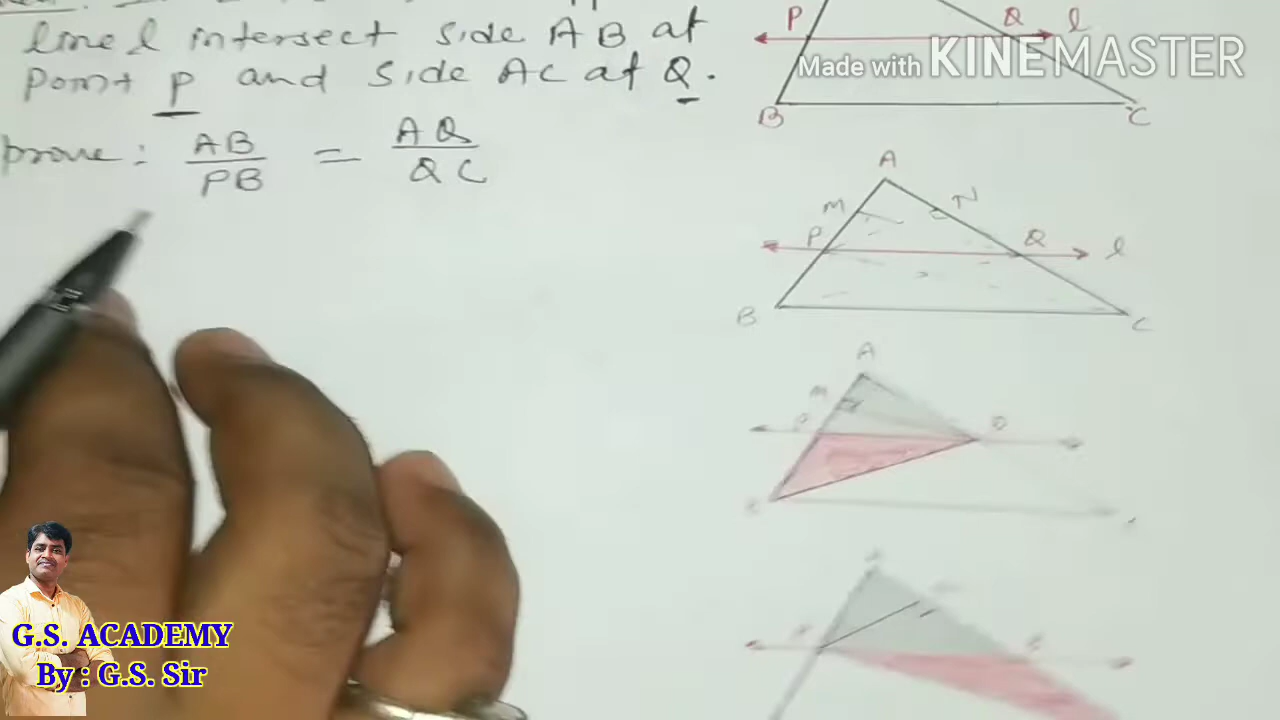 line l intersect side AB at
point P and side AC at Q.
prove: AB/PB = AQ/QC
P Q l
Made with KINEMASTER
B C
A
M N
P Q l
B C
A
M
P Q
G.S. ACADEMY
By : G.S. Sir